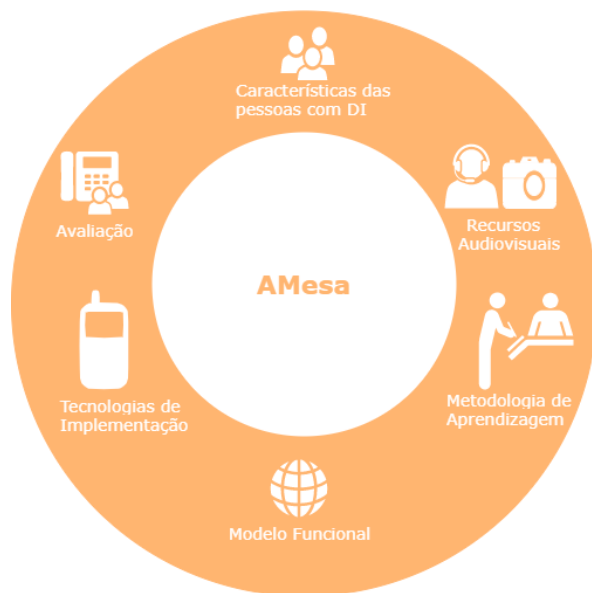 Características das
pessoas com DI
Recursos
Audiovisuais
Metodologia de
Aprendizagem
Modelo Funcional
Tecnologias de
Implementação
Avaliação
AMesa